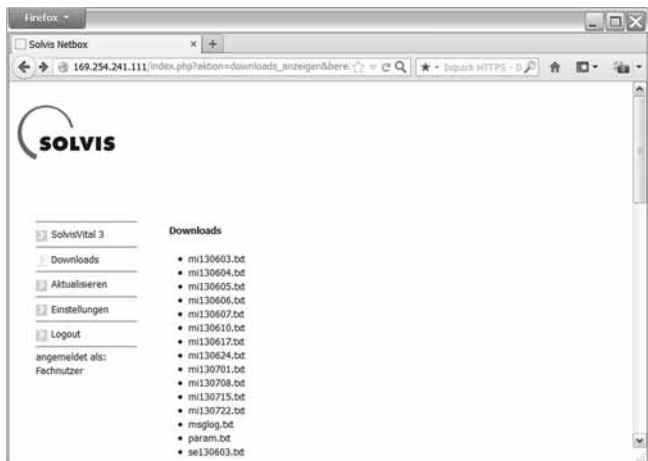 Firefox
Solvis Netbox
169.254.241.111/index.php?aktion=downloads_anzeigen&bere
HTTPS - D
SOLVIS
SolvisVital 3
Downloads
Aktualisieren
Einstellungen
Logout
angemeldet als:
Fachnutzer
Downloads
mi130603.txt
mi130604.txt
mi130605.txt
mi130606.txt
mi130607.txt
mi130610.txt
mi130617.txt
mi130624.txt
mi130701.txt
mi130708.txt
mi130715.txt
mi130722.txt
msglog.txt
param.txt
se130603.txt